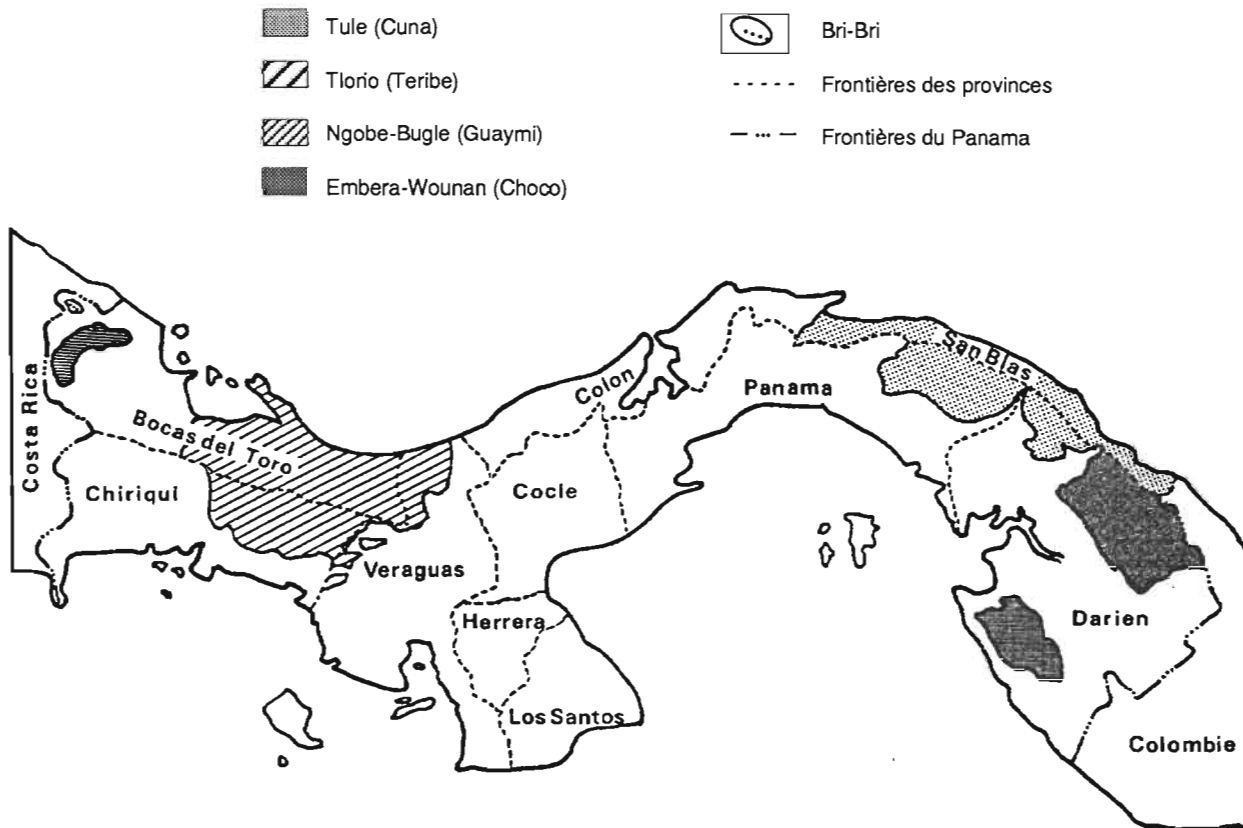 Tule (Cuna)
Tlorio (Teribe)
Ngobe-Bugle (Guaymi)
Embera-Wounan (Choco)
Bri-Bri
Frontières des provinces
Frontières du Panama
Costa Rica
Bocas del Toro
Chiriqui
Veraguas
Cocle
Colon
Herrera
Los Santos
Panama
San Blas
Darien
Colombie